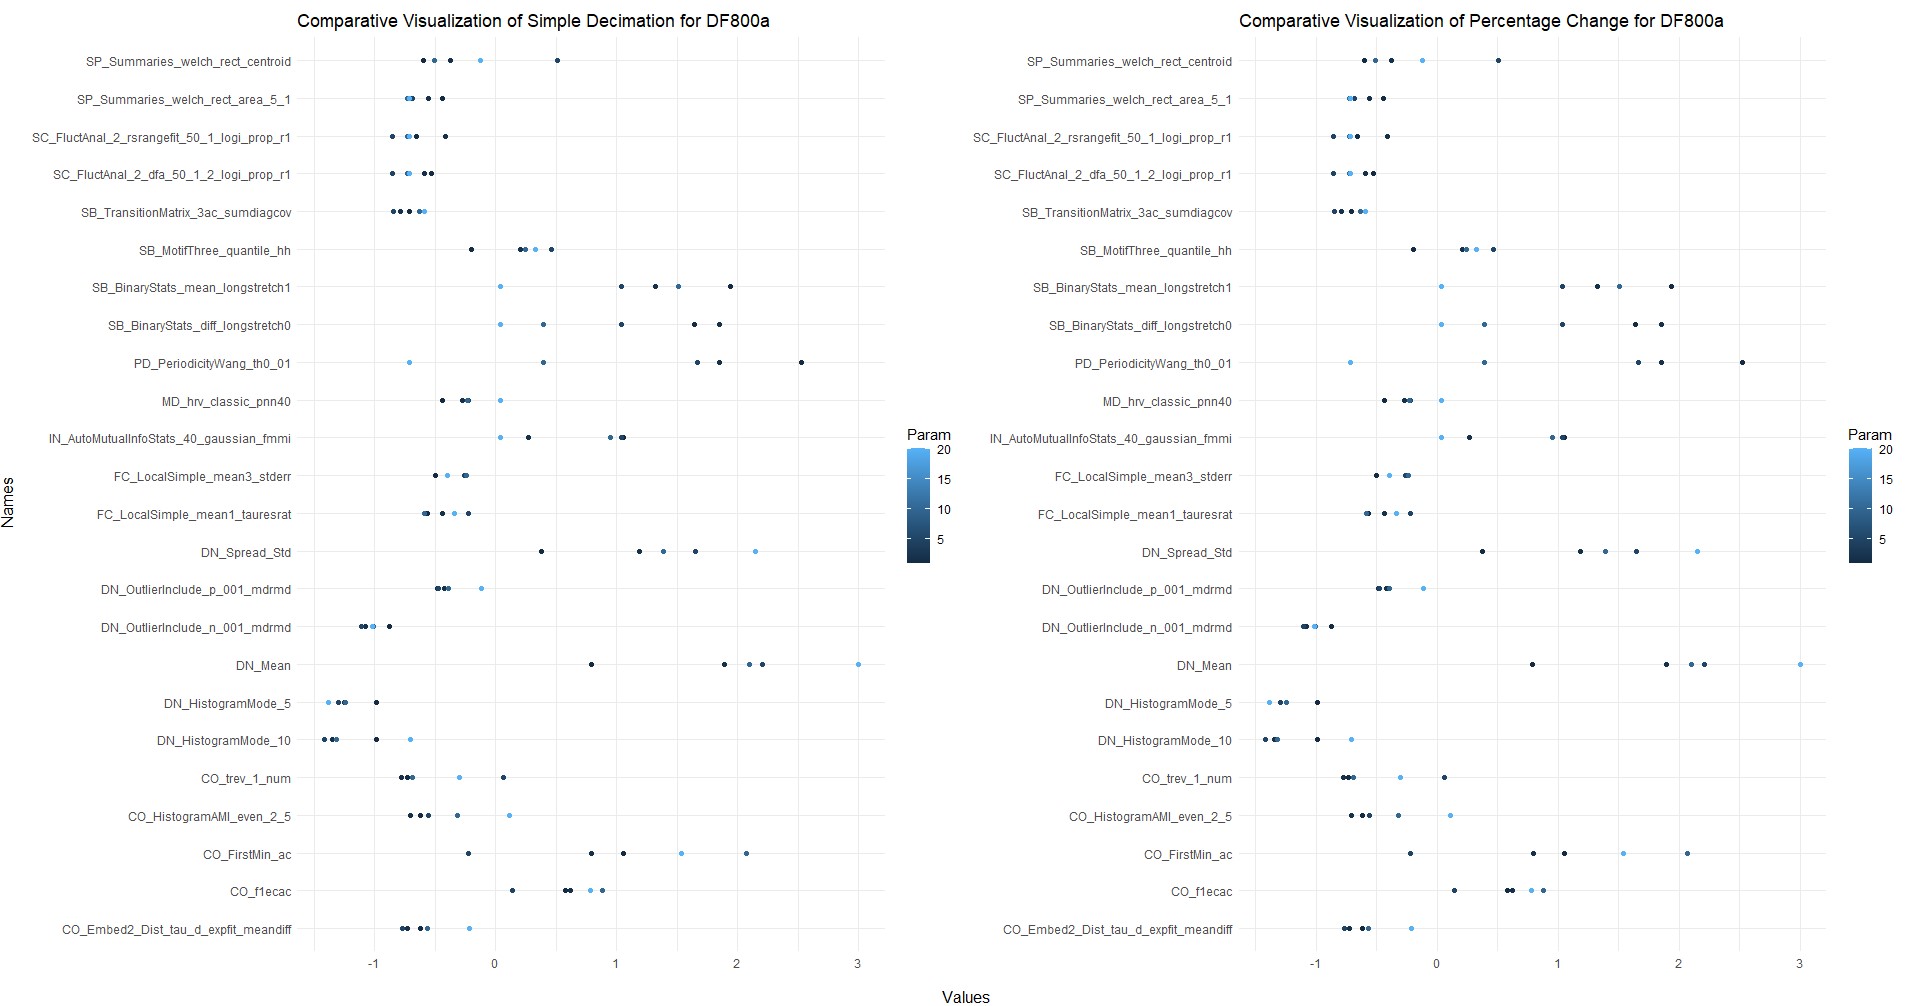 Comparative Visualization of Simple Decimation for DF800a
SP_Summaries_welch_rect_centroid
SP_Summaries_welch_rect_area_5_1
SC_FluctAnal_2_rsrangefit_50_1_logi_prop_r1
SC_FluctAnal_2_dfa_50_1_2_logi_prop_r1
SB_TransitionMatrix_3ac_sumdiagcov
SB_MotifThree_quantile_hh
SB_BinaryStats_mean_longstretch1
SB_BinaryStats_diff_longstretch0
PD_PeriodicityWang_th0_01
MD_hrv_classic_pnn40
IN_AutoMutualInfoStats_40_gaussian_fmmi
FC_LocalSimple_mean3_stderr
FC_LocalSimple_mean1_tauresrat
DN_Spread_Std
DN_OutlierInclude_p_001_mdrmd
DN_OutlierInclude_n_001_mdrmd
DN_Mean
DN_HistogramMode_5
DN_HistogramMode_10
CO_trev_1_num
CO_HistogramAMI_even_2_5
CO_FirstMin_ac
CO_f1ecac
CO_Embed2_Dist_tau_d_expfit_meandiff
Names
-1 0 1 2 3
Param
20
15
10
5
Comparative Visualization of Percentage Change for DF800a
SP_Summaries_welch_rect_centroid
SP_Summaries_welch_rect_area_5_1
SC_FluctAnal_2_rsrangefit_50_1_logi_prop_r1
SC_FluctAnal_2_dfa_50_1_2_logi_prop_r1
SB_TransitionMatrix_3ac_sumdiagcov
SB_MotifThree_quantile_hh
SB_BinaryStats_mean_longstretch1
SB_BinaryStats_diff_longstretch0
PD_PeriodicityWang_th0_01
MD_hrv_classic_pnn40
IN_AutoMutualInfoStats_40_gaussian_fmmi
FC_LocalSimple_mean3_stderr
FC_LocalSimple_mean1_tauresrat
DN_Spread_Std
DN_OutlierInclude_p_001_mdrmd
DN_OutlierInclude_n_001_mdrmd
DN_Mean
DN_HistogramMode_5
DN_HistogramMode_10
CO_trev_1_num
CO_HistogramAMI_even_2_5
CO_FirstMin_ac
CO_f1ecac
CO_Embed2_Dist_tau_d_expfit_meandiff
-1 0 1 2 3
Param
20
15
10
5
Values